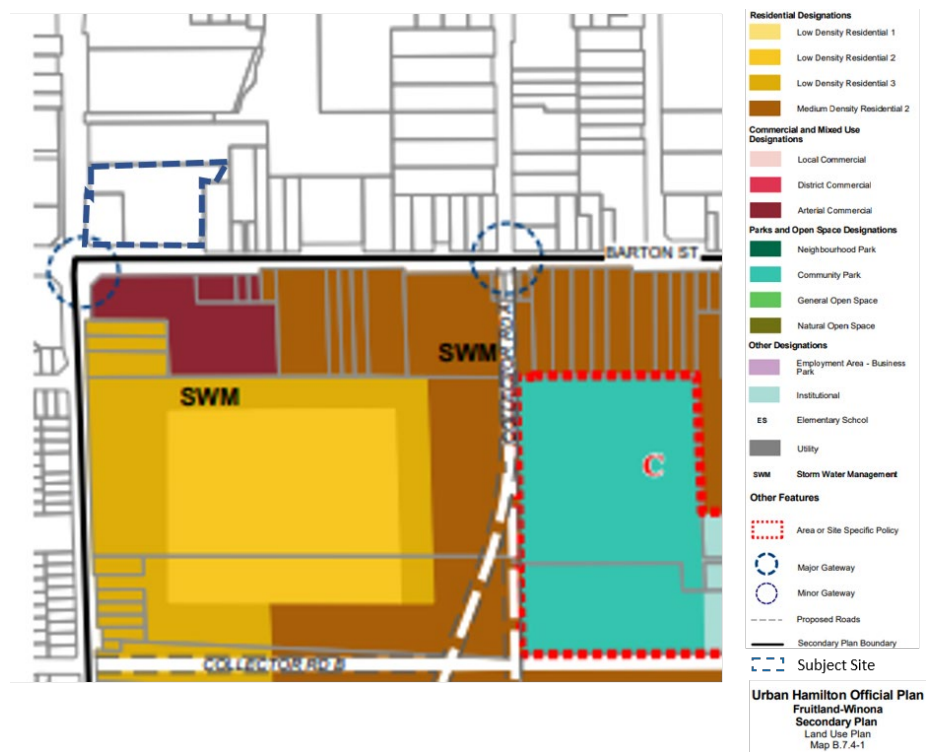 BARTON ST.
SWM
SWM
C
COLLECTOR RD B
Residential Designations
Low Density Residential 1
Low Density Residential 2
Low Density Residential 3
Medium Density Residential 2
Commercial and Mixed Use
Designations
Local Commercial
District Commercial
Arterial Commercial
Parks and Open Space Designations
Neighbourhood Park
Community Park
General Open Space
Natural Open Space
Other Designations
Employment Area - Business
Park
Institutional
ES Elementary School
Utility
SWM Storm Water Management
Other Features
Area or Site Specific Policy
Major Gateway
Minor Gateway
Proposed Roads
Secondary Plan Boundary
Subject Site
Urban Hamilton Official Plan
Fruitland-Winona
Secondary Plan
Land Use Plan
Map B.7.4-1